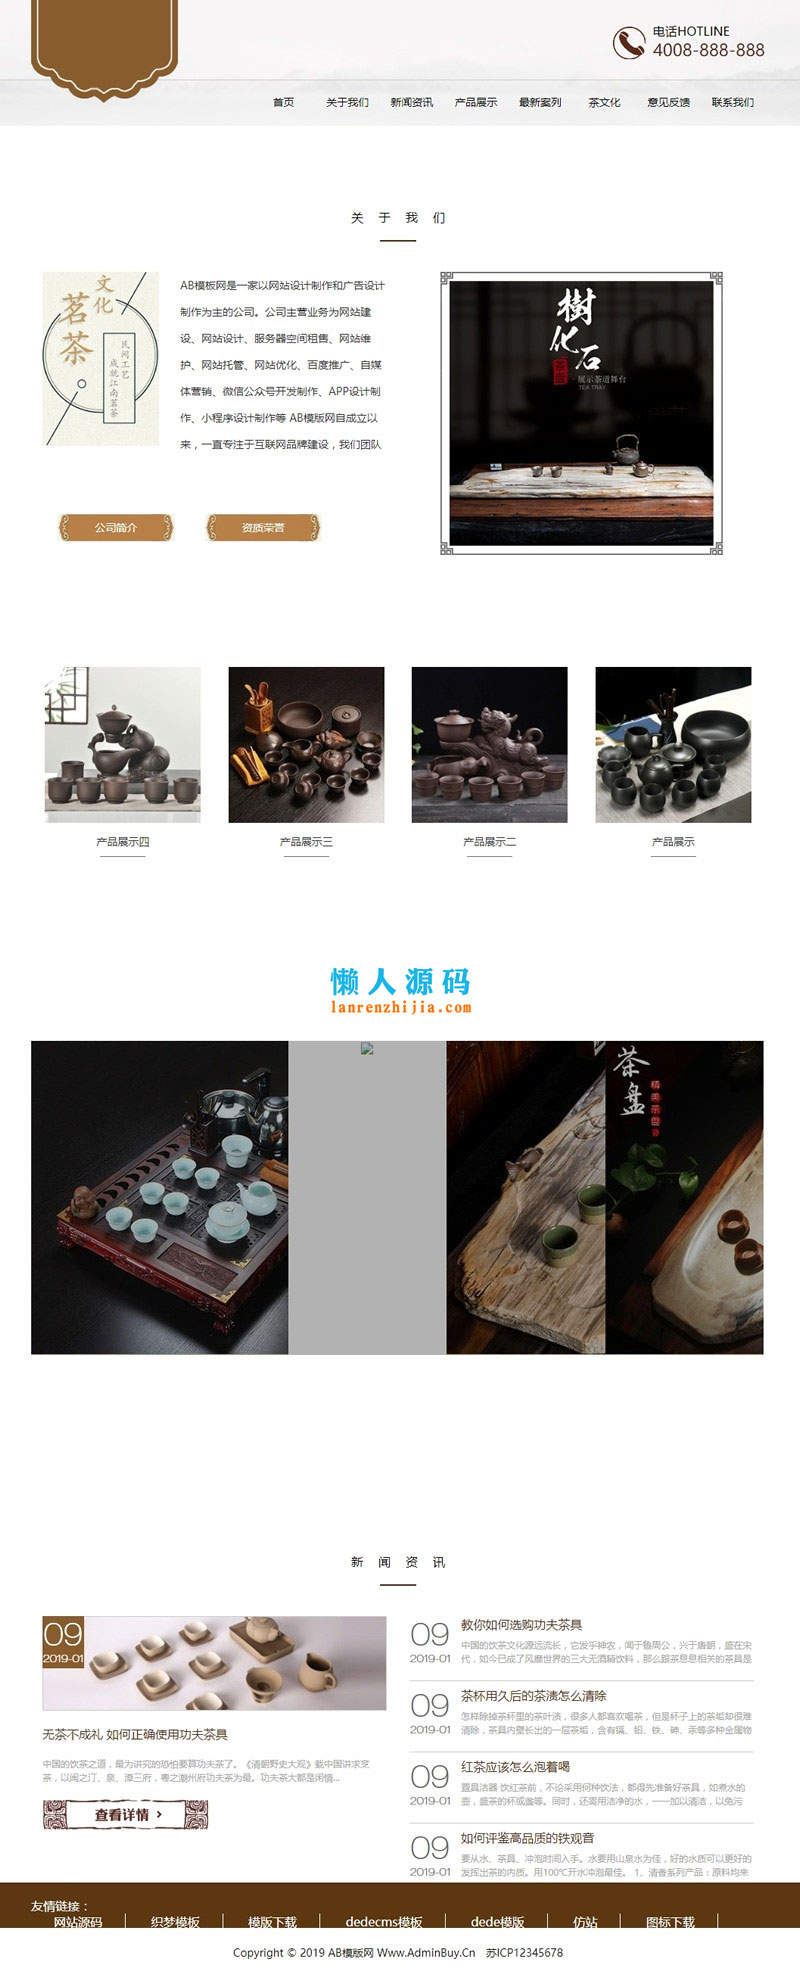 电话HOTLINE
4008-888-888
首页 关于我们 新闻资讯 产品展示 最新案列 茶文化 意见反馈 联系我们
关 于 我 们
文化
茗茶
民间工艺
成就江南茗茶
AB模板网是一家以网站设计制作和广告设计
制作为主的公司。公司主营业务为网站建
设、网站设计、服务器空间租售、网站维
护、网站托管、网站优化、百度推广、自媒
体营销、微信公众号开发制作、APP设计制
作、小程序设计制作等 AB模版网自成立以
来，一直专注于互联网品牌建设，我们团队
樹化石
茶盤
展示茶道舞台
TEA TRAY
公司简介 资质荣誉
产品展示四 产品展示三 产品展示二 产品展示
懒人源码
lanrenzhijia.com
茶盘
精美茶盘
新 闻 资 讯
09
2019-01
无茶不成礼 如何正确使用功夫茶具
中国的饮茶之道，最为讲究的恐怕要算功夫茶了。《清朝野史大观》载中国讲求烹
茶，以闽之汀、泉、漳三府，粤之潮州府功夫茶为最。功夫茶大都是闲情...
查看详情 >
09
2019-01
教你如何选购功夫茶具
中国的饮茶文化源远流长，它发乎神农，闻于鲁周公，兴于唐朝，盛在宋
代，如今已成了风靡世界的三大无酒精饮料，那么跟茶息息相关的茶具是
09
2019-01
茶杯用久后的茶渍怎么清除
怎样除掉茶杯里的茶叶渍，很多人都喜欢喝茶，但是杯子上的茶垢却很难
清除，茶具内壁长出的一层茶垢，含有镉、铅、铁、砷、汞等多种金属物
09
2019-01
红茶应该怎么泡着喝
置具洁器 饮红茶前，不论采用何种饮法，都得先准备好茶具，如煮水的
壶，盛茶的杯或盏等。同时，还需用洁净的水，一一加以清洁，以免污
09
2019-01
如何评鉴高品质的铁观音
要从水、茶具、冲泡时间入手。水要用山泉水为佳，好的水质可以更好的
发挥出茶的内质。用100℃开水冲泡最佳。 1、清香系列产品：原料均来
友情链接：
网站源码 织梦模板 模版下载 dedecms模板 dede模版 仿站 图标下载
Copyright © 2019 AB模版网 Www.AdminBuy.Cn 苏ICP12345678